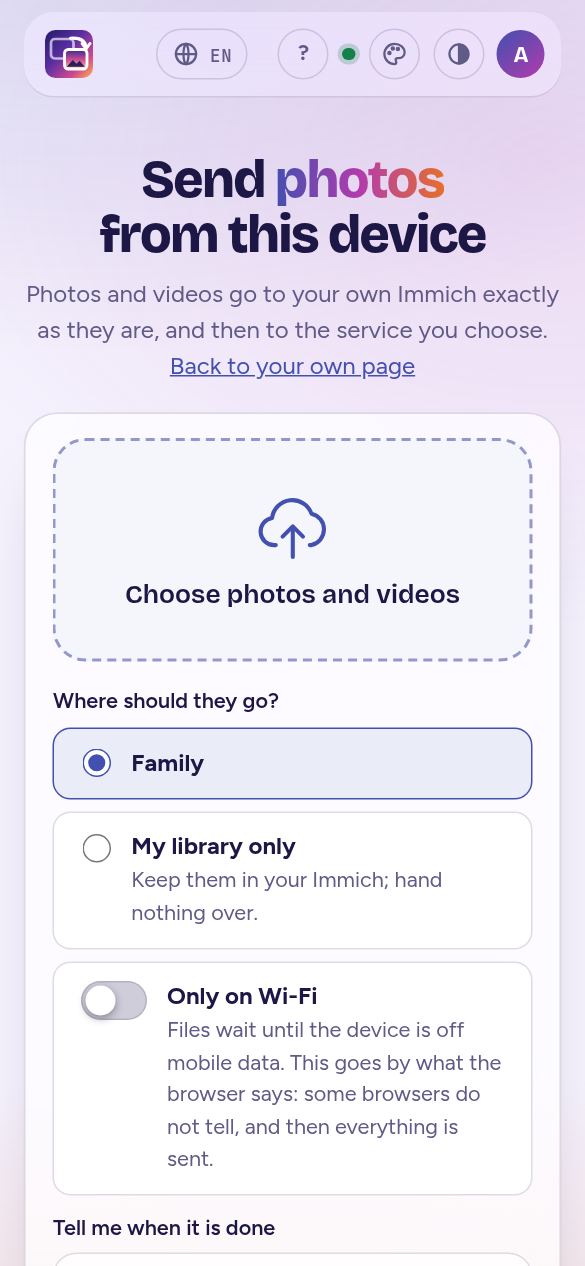 EN
?
A
Send photos
from this device
Photos and videos go to your own Immich exactly
as they are, and then to the service you choose.
Back to your own page
Choose photos and videos
Where should they go?
Family
My library only
Keep them in your Immich; hand
nothing over.
Only on Wi-Fi
Files wait until the device is off
mobile data. This goes by what the
browser says: some browsers do
not tell, and then everything is
sent.
Tell me when it is done